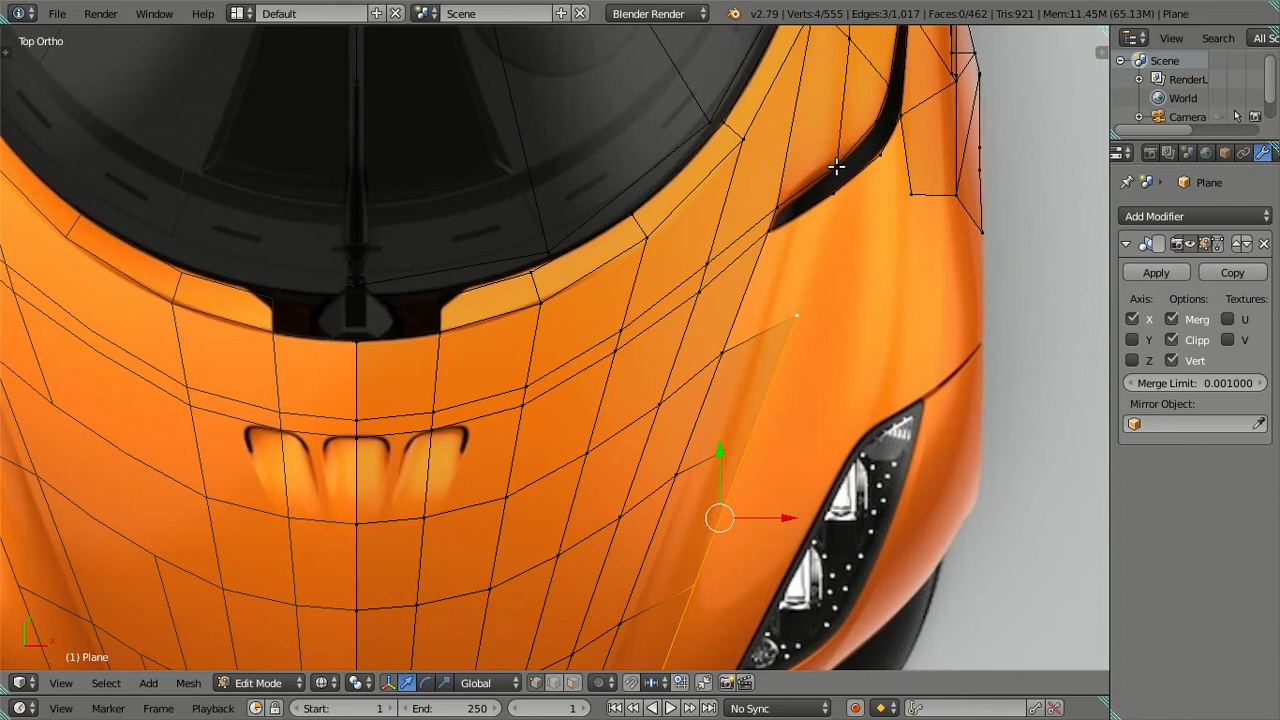 File Render Window Help Default Scene Blender Render v2.79 | Verts:4/555 | Edges:3/1,017 | Faces:0/462 | Tris:921 | Mem:11.45M (65.13M) | Plane
Top Ortho
View Search All Sc
Scene
RenderL
World
Camera
Plane
Add Modifier
Apply Copy
Axis: Options: Textures:
X Merg U
Y Clipp V
Z Vert
Merge Limit: 0.001000
Mirror Object:
(1) Plane
View Select Add Mesh Edit Mode Global
View Marker Frame Playback Start: 1 End: 250 1 No Sync